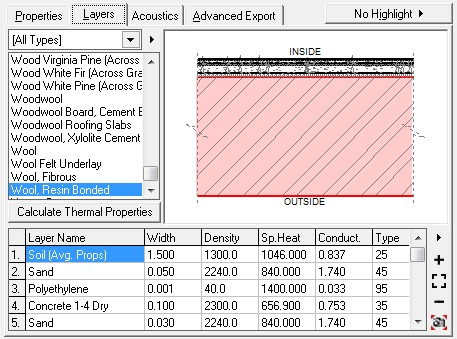 Properties Layers Acoustics Advanced Export No Highlight
[All Types]
Wood Virginia Pine (Across
Wood White Fir (Across Gra
Wood White Pine (Across G
Woodwool
Woodwool Board, Cement B
Woodwool Roofing Slabs
Woodwool, Xylolite Cement
Wool
Wool Felt Underlay
Wool, Fibrous
Wool, Resin Bonded
Calculate Thermal Properties
INSIDE
OUTSIDE
Layer Name Width Density Sp.Heat Conduct. Type
1. Soil (Avg. Props) 1.500 1300.0 1046.000 0.837 25
2. Sand 0.050 2240.0 840.000 1.740 45
3. Polyethylene 0.001 40.0 1400.000 0.033 95
4. Concrete 1-4 Dry 0.100 2300.0 656.900 0.753 35
5. Sand 0.030 2240.0 840.000 1.740 45